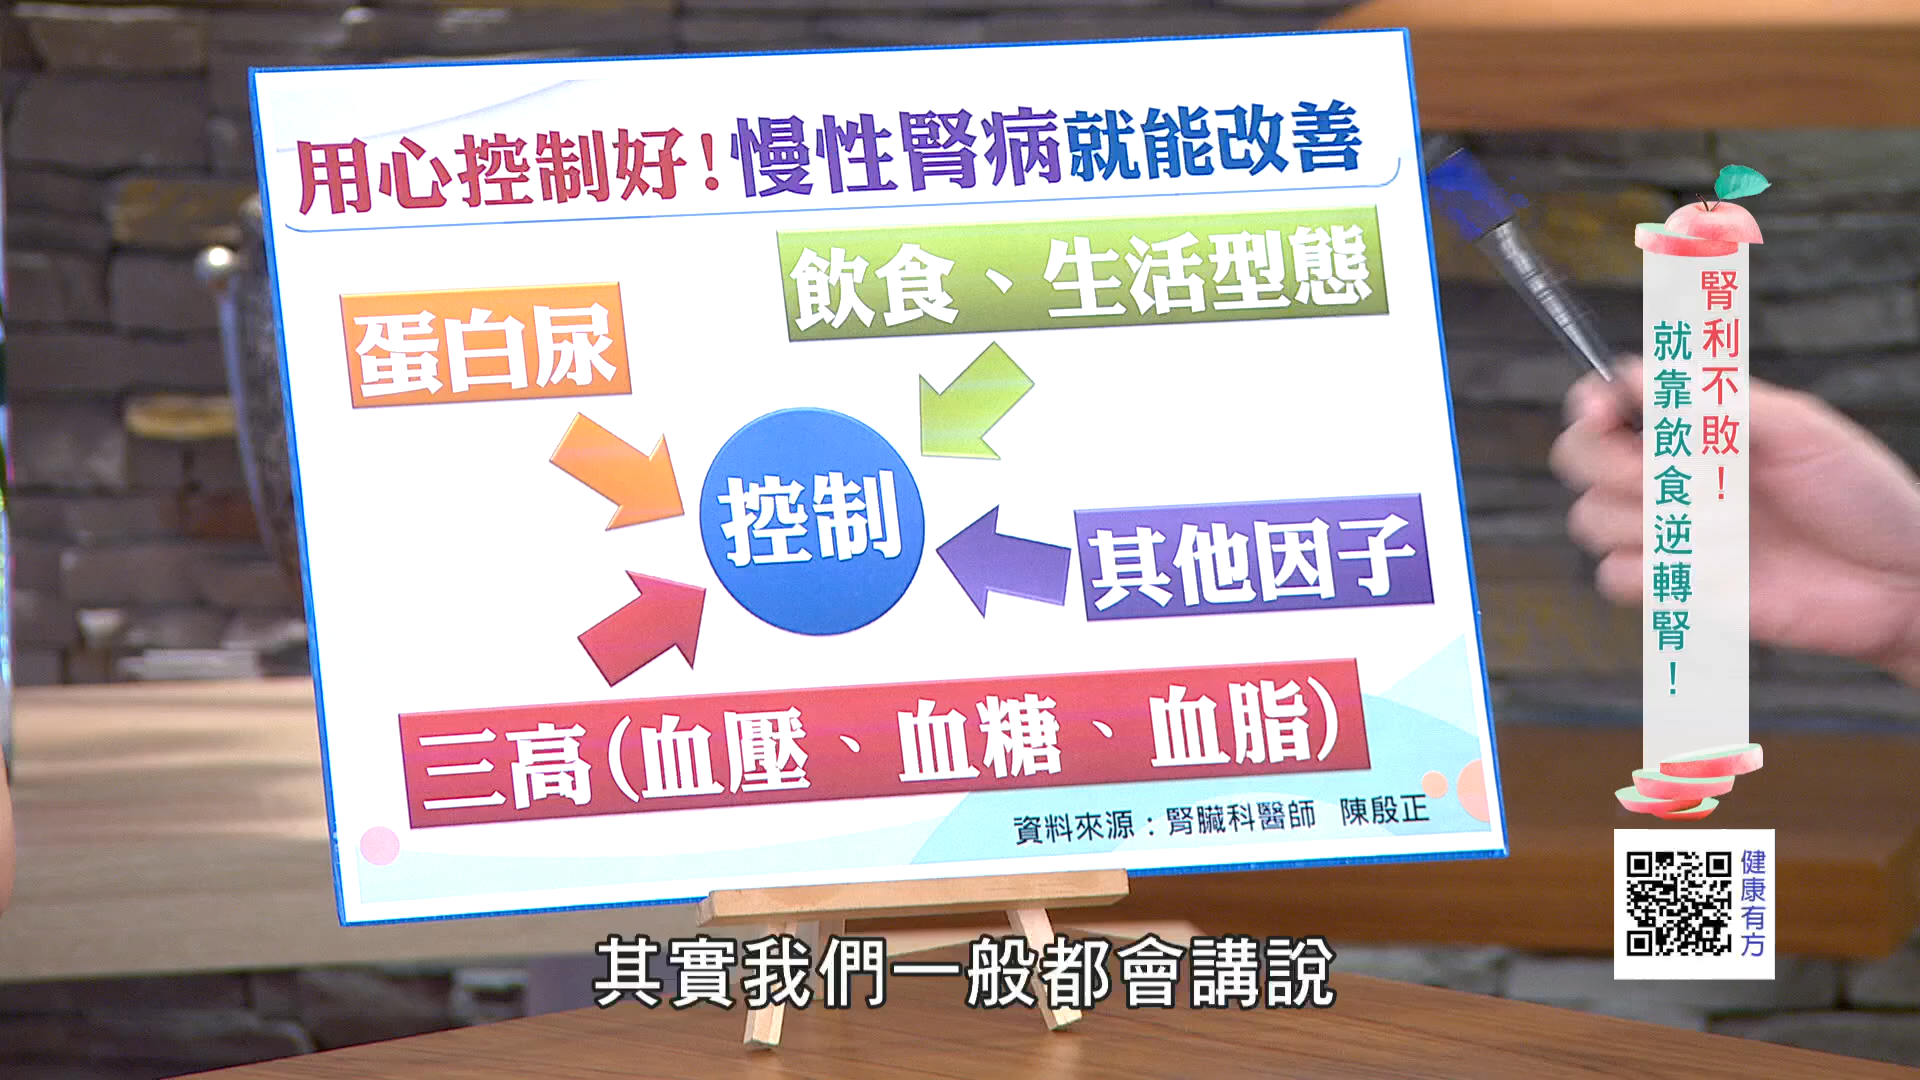 用心控制好!慢性腎病就能改善
飲食、生活型態
蛋白尿
控制
其他因子
三高(血壓、血糖、血脂)
資料來源:腎臟科醫師 陳殷正
腎利不敗!
就靠飲食逆轉腎!
健康有方
其實我們一般都會講說